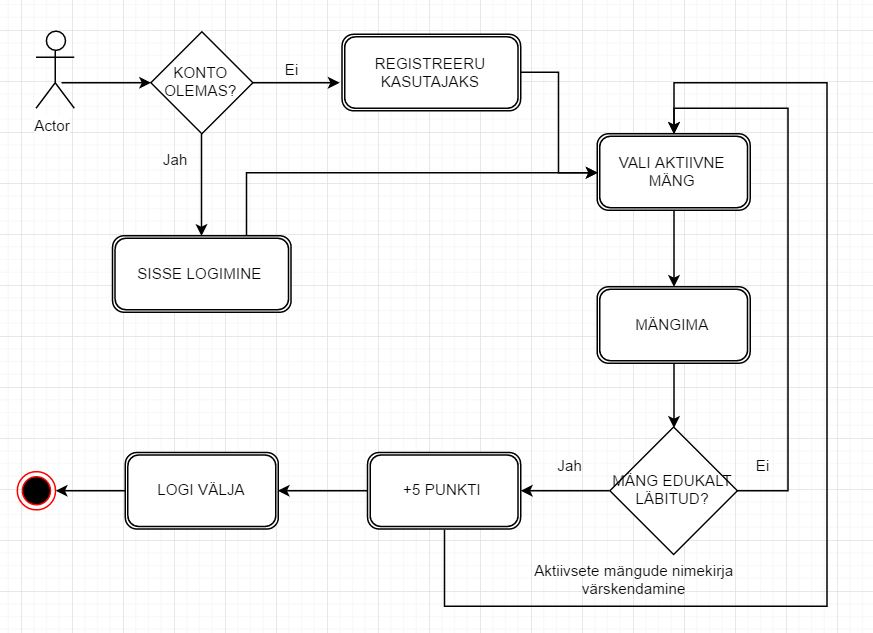 Actor
KONTO
OLEMAS?
Ei
REGISTREERU
KASUTAJAKS
Jah
SISSE LOGIMINE
VALI AKTIIVNE
MÄNG
MÄNGIMA
MÄNG EDUKALT
LÄBITUD?
Ei
Jah
+5 PUNKTI
LOGI VÄLJA
Aktiivsete mängude nimekirja
värskendamine